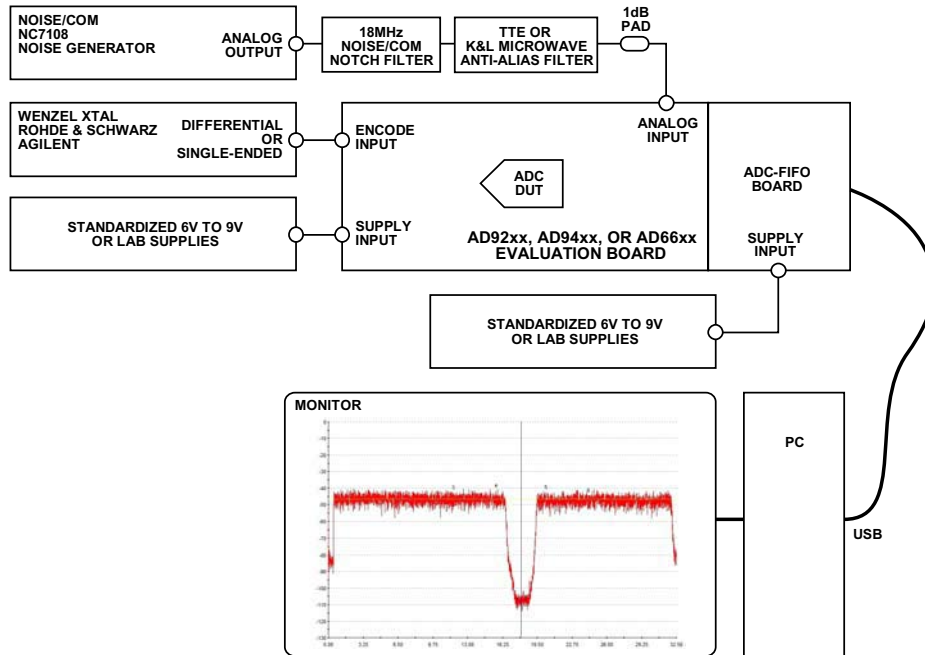 NOISE/COM
NC7108
NOISE GENERATOR
ANALOG
OUTPUT
18MHz
NOISE/COM
NOTCH FILTER
TTE OR
K&L MICROWAVE
ANTI-ALIAS FILTER
1dB
PAD
WENZEL XTAL
ROHDE & SCHWARZ
AGILENT
DIFFERENTIAL
OR
SINGLE-ENDED
ENCODE
INPUT
ANALOG
INPUT
ADC
DUT
ADC-FIFO
BOARD
STANDARDIZED 6V TO 9V
OR LAB SUPPLIES
SUPPLY
INPUT
AD92xx, AD94xx, OR AD66xx
EVALUATION BOARD
SUPPLY
INPUT
STANDARDIZED 6V TO 9V
OR LAB SUPPLIES
MONITOR
PC
USB